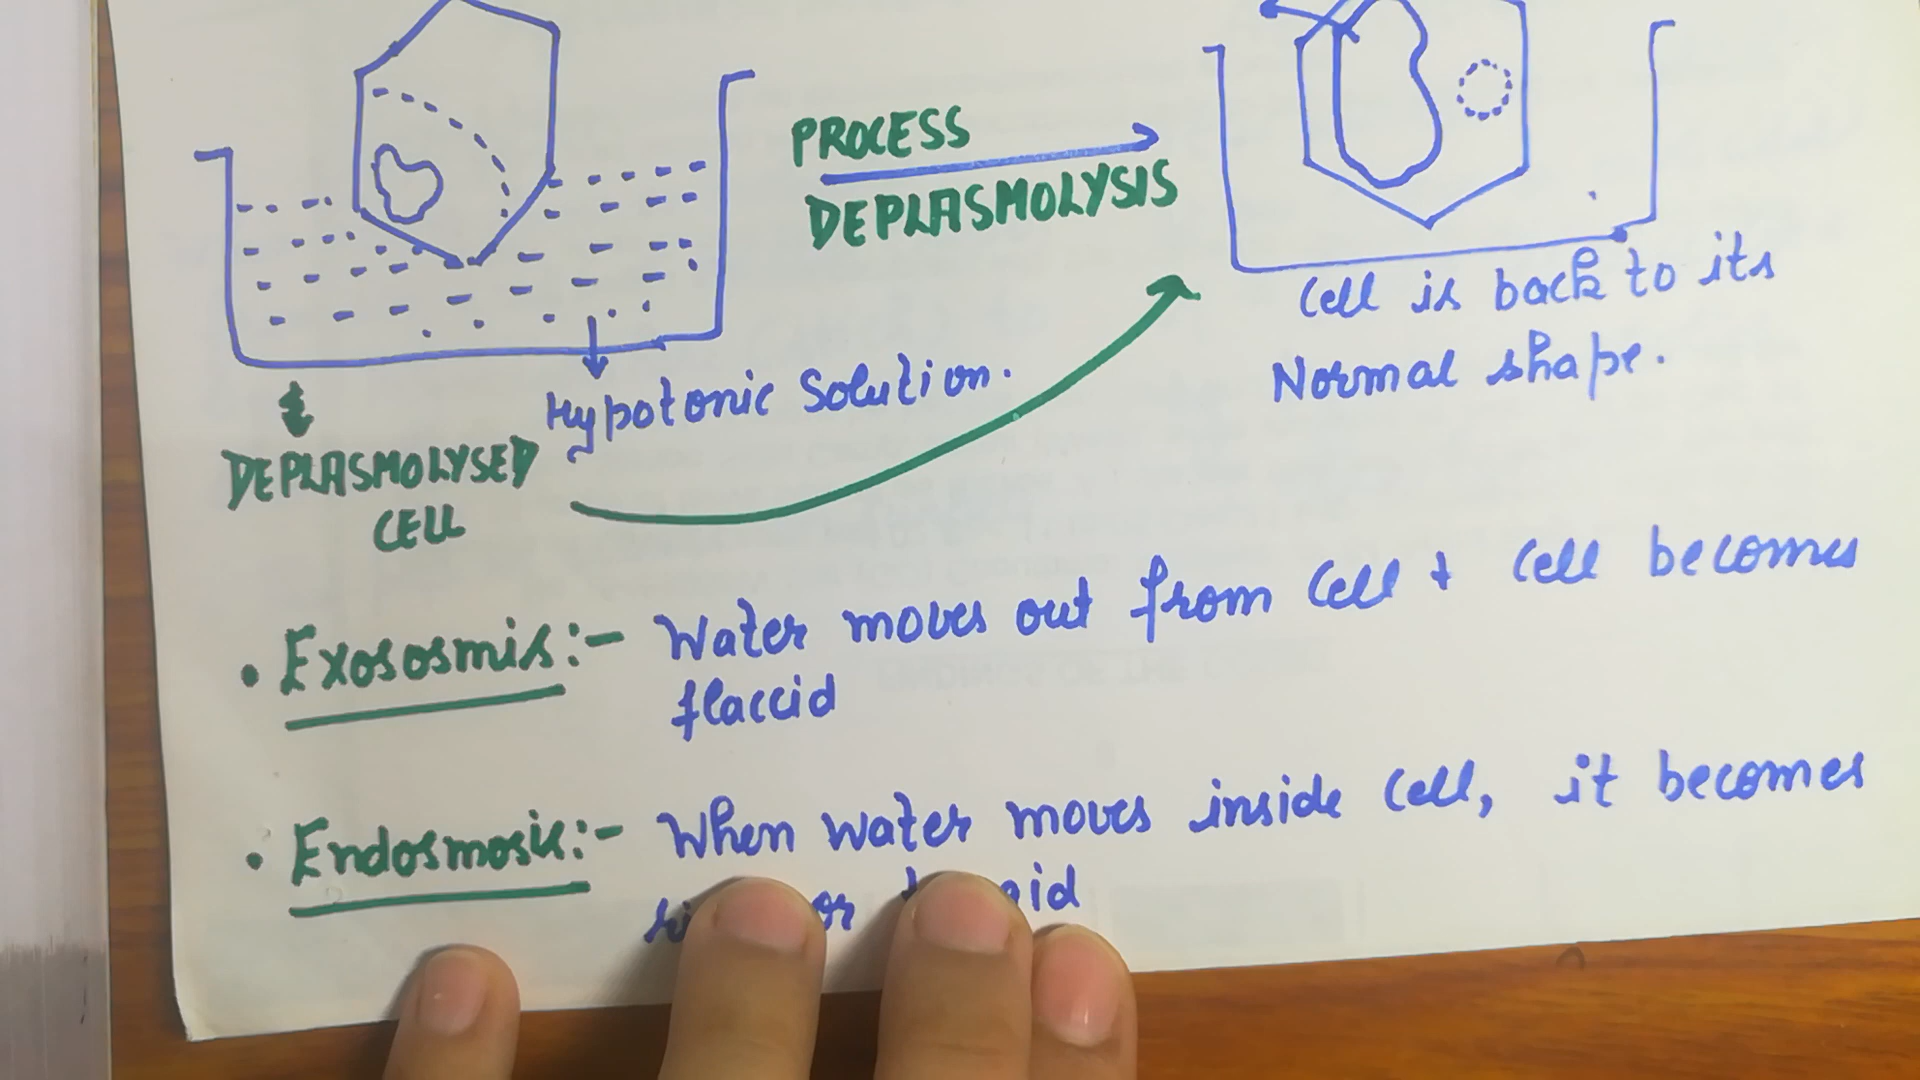 PROCESS
DEPLASMOLYSIS
Cell is back to its
Normal shape.
Hypotonic Solution.
DEPLASMOLYSED
CELL
• Exososmis:- Water moves out from Cell + Cell becomes
flaccid
• Endosmosis:- When water moves inside Cell, it becomes
or